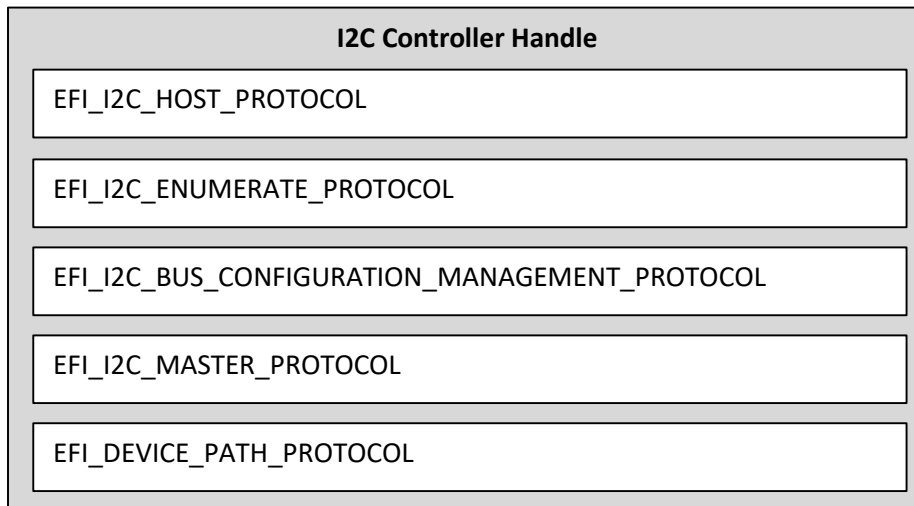 I2C Controller Handle
EFI_I2C_HOST_PROTOCOL
EFI_I2C_ENUMERATE_PROTOCOL
EFI_I2C_BUS_CONFIGURATION_MANAGEMENT_PROTOCOL
EFI_I2C_MASTER_PROTOCOL
EFI_DEVICE_PATH_PROTOCOL